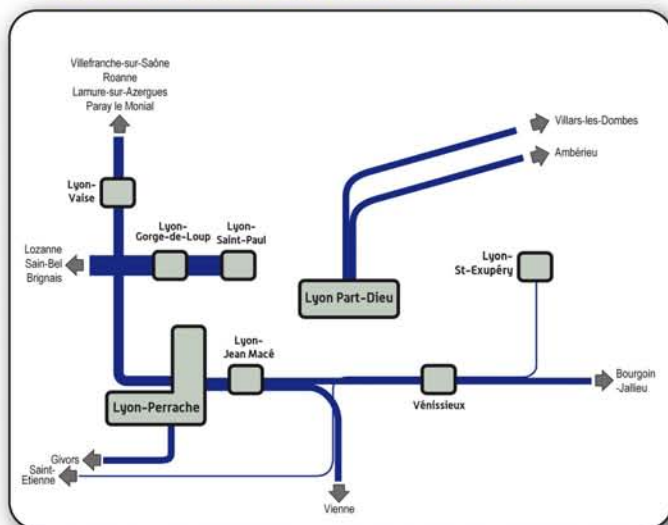 Villefranche-sur-Saône
Roanne
Lamure-sur-Azergues
Paray le Monial
Villars-les-Dombes
Ambérieu
Lyon-
Vaise
Lyon-
Gorge-de-Loup
Lyon-
Saint-Paul
Lozanne
Sain-Bel
Brignais
Lyon-
St-Exupéry
Lyon Part-Dieu
Lyon-
Jean Macé
Bourgoin
-Jallieu
Lyon-Perrache
Vénissieux
Givors
Saint-
Etienne
Vienne